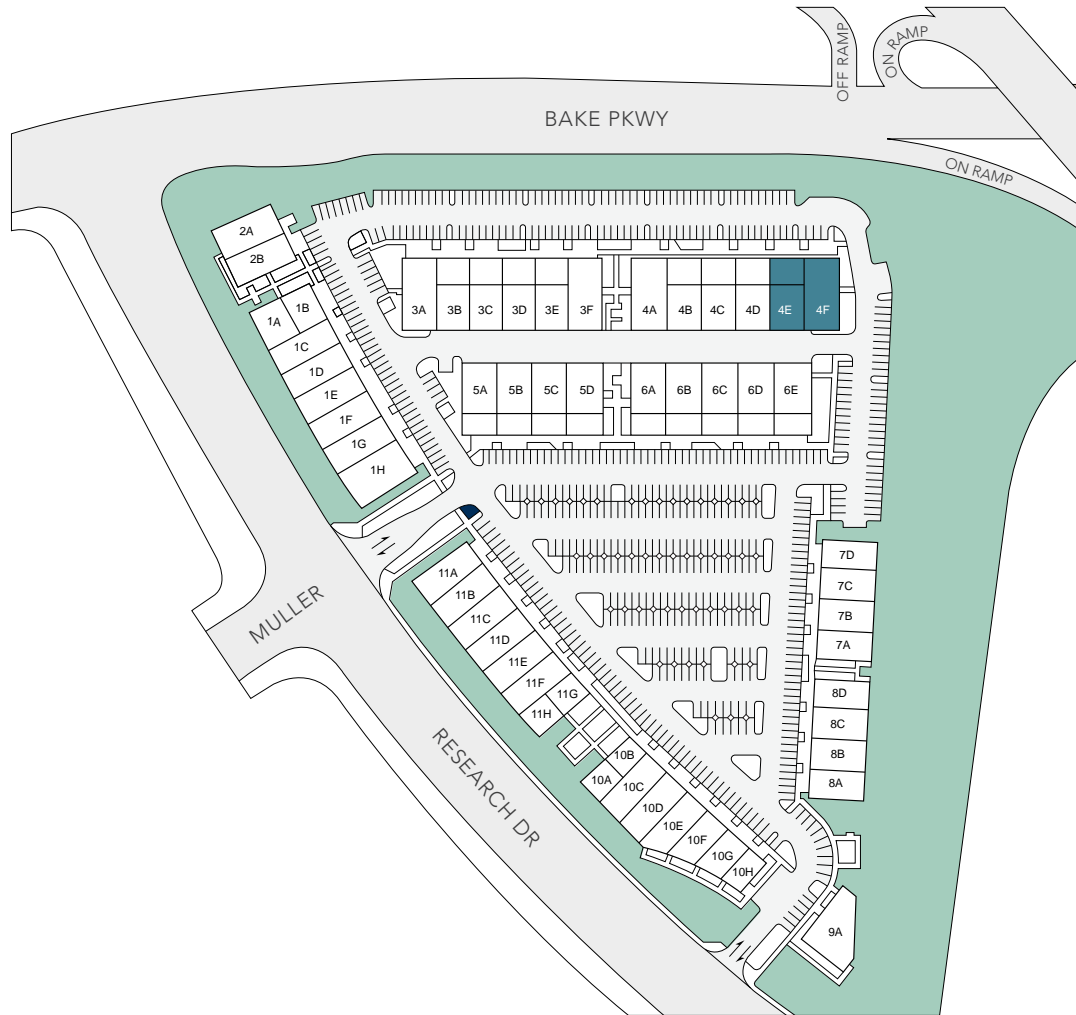 OFF RAMP
ON RAMP
BAKE PKWY
ON RAMP
2A
2B
1A
1B
1C
1D
1E
1F
1G
1H
3A
3B
3C
3D
3E
3F
4A
4B
4C
4D
4E
4F
5A
5B
5C
5D
6A
6B
6C
6D
6E
7D
7C
7B
7A
8D
8C
8B
8A
MULLER
11A
11B
11C
11D
11E
11F
11G
11H
RESEARCH DR
10B
10A
10C
10D
10E
10F
10G
10H
9A